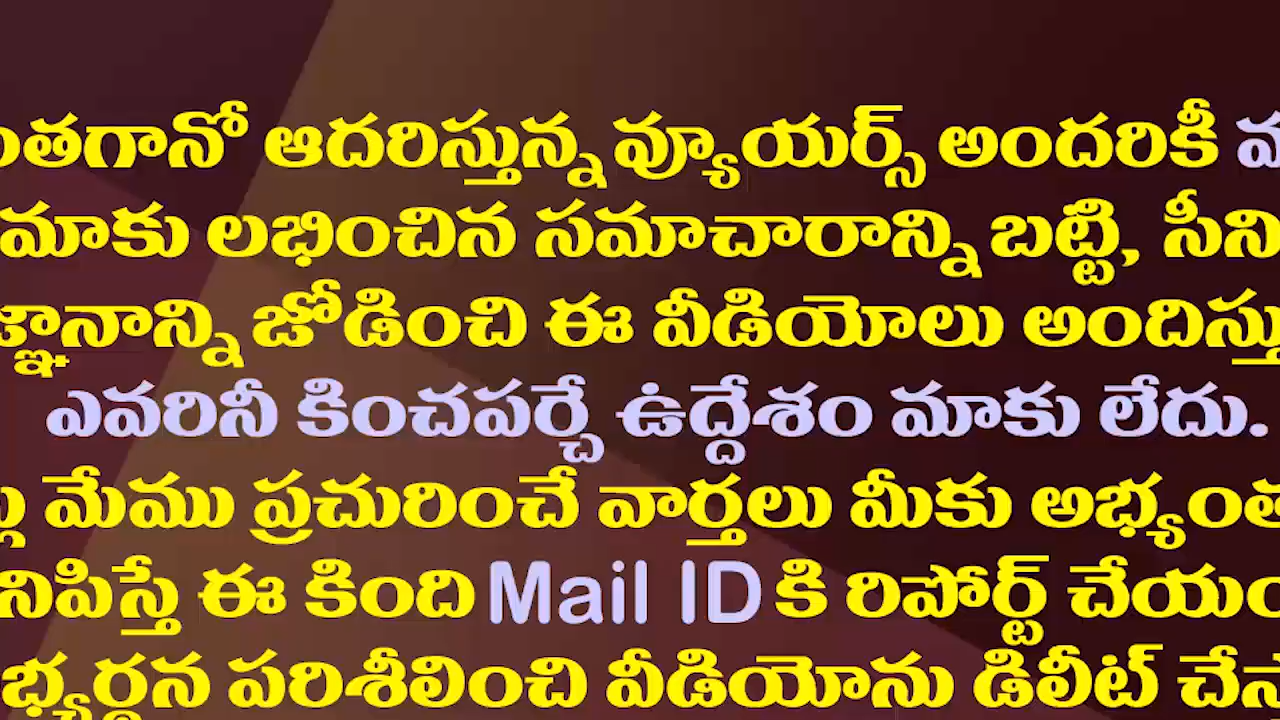 ంతగానో ఆదరిస్తున్న వ్యూయర్స్ అందరికీ
మాకు లభించిన సమాచారాన్ని బట్టి, సీని
జ్ఞానాన్ని జోడించి ఈ వీడియోలు అందిస్తు
ఎవరినీ కించపర్చే ఉద్దేశం మాకు లేదు.
మేము ప్రచురించే వార్తలు మీకు అభ్యంత
నిపిస్తే ఈ కింది Mail ID కి రిపోర్ట్ చేయం
భ్యర్థన పరిశీలించి వీడియోను డిలీట్ చేస